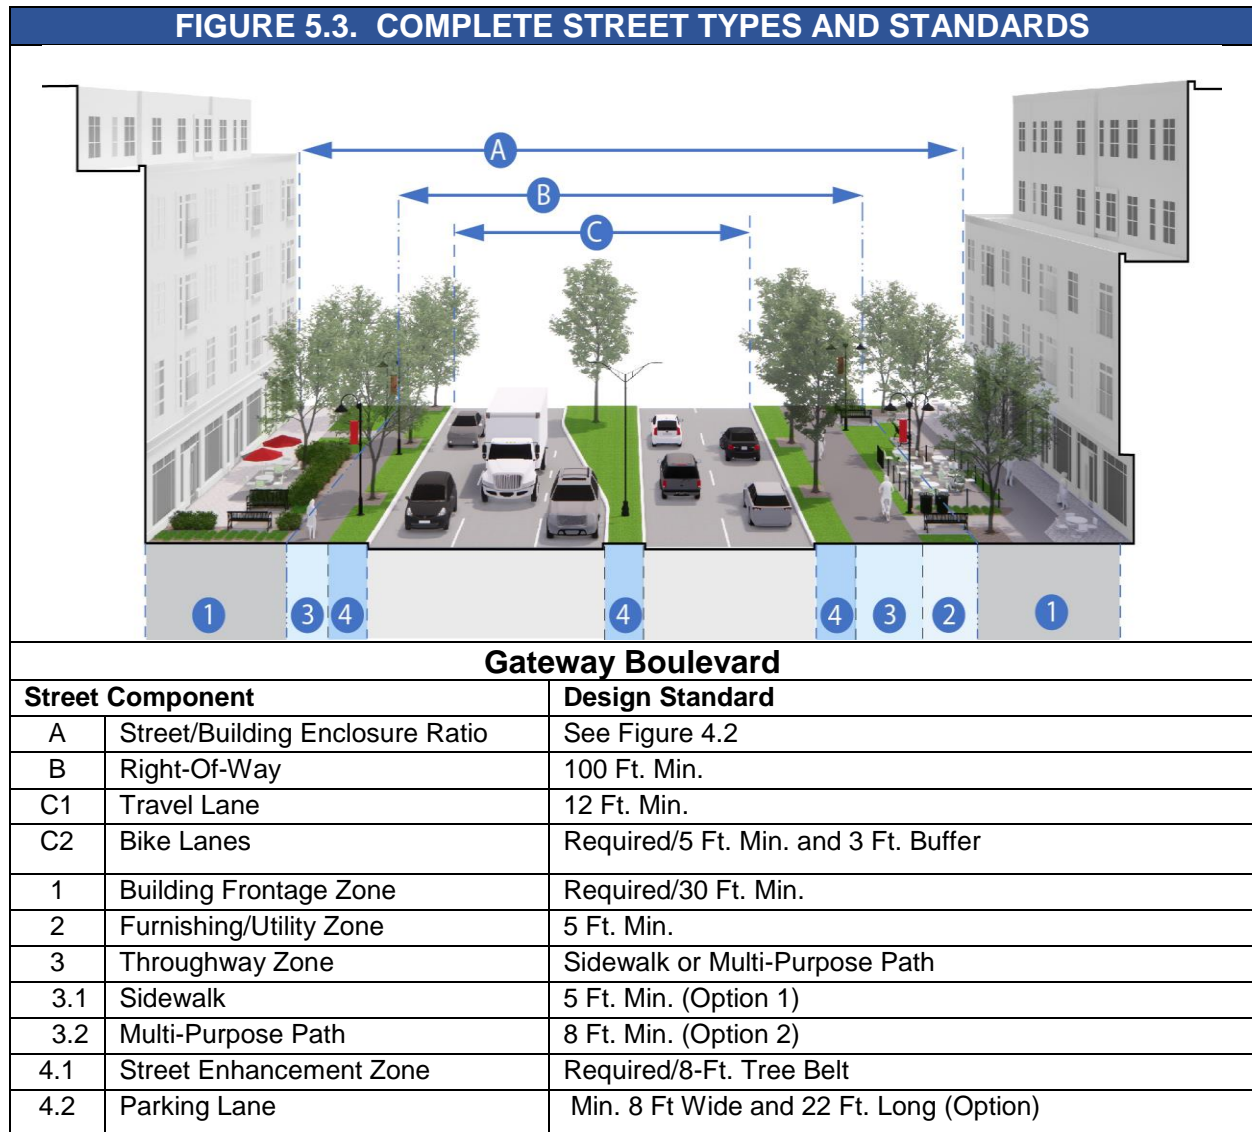 FIGURE 5.3. COMPLETE STREET TYPES AND STANDARDS
A
B
C
1 3 4 4 4 3 2 1
Gateway Boulevard
Street Component Design Standard
A Street/Building Enclosure Ratio See Figure 4.2
B Right-Of-Way 100 Ft. Min.
C1 Travel Lane 12 Ft. Min.
C2 Bike Lanes Required/5 Ft. Min. and 3 Ft. Buffer
1 Building Frontage Zone Required/30 Ft. Min.
2 Furnishing/Utility Zone 5 Ft. Min.
3 Throughway Zone Sidewalk or Multi-Purpose Path
3.1 Sidewalk 5 Ft. Min. (Option 1)
3.2 Multi-Purpose Path 8 Ft. Min. (Option 2)
4.1 Street Enhancement Zone Required/8-Ft. Tree Belt
4.2 Parking Lane Min. 8 Ft Wide and 22 Ft. Long (Option)